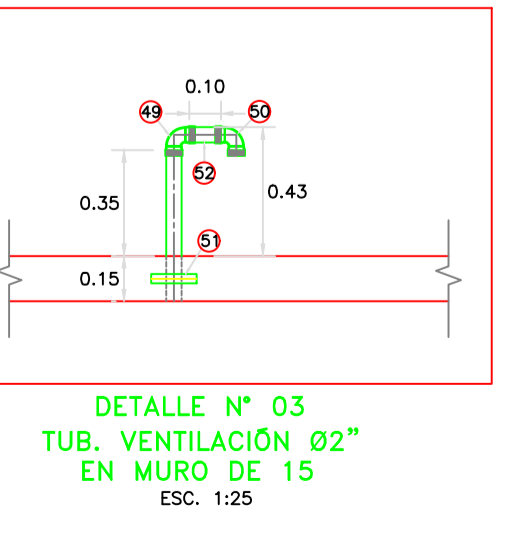 0.10
49
50
52
0.35
0.43
51
0.15
DETALLE N° 03
TUB. VENTILACIÓN Ø2”
EN MURO DE 15
ESC. 1:25